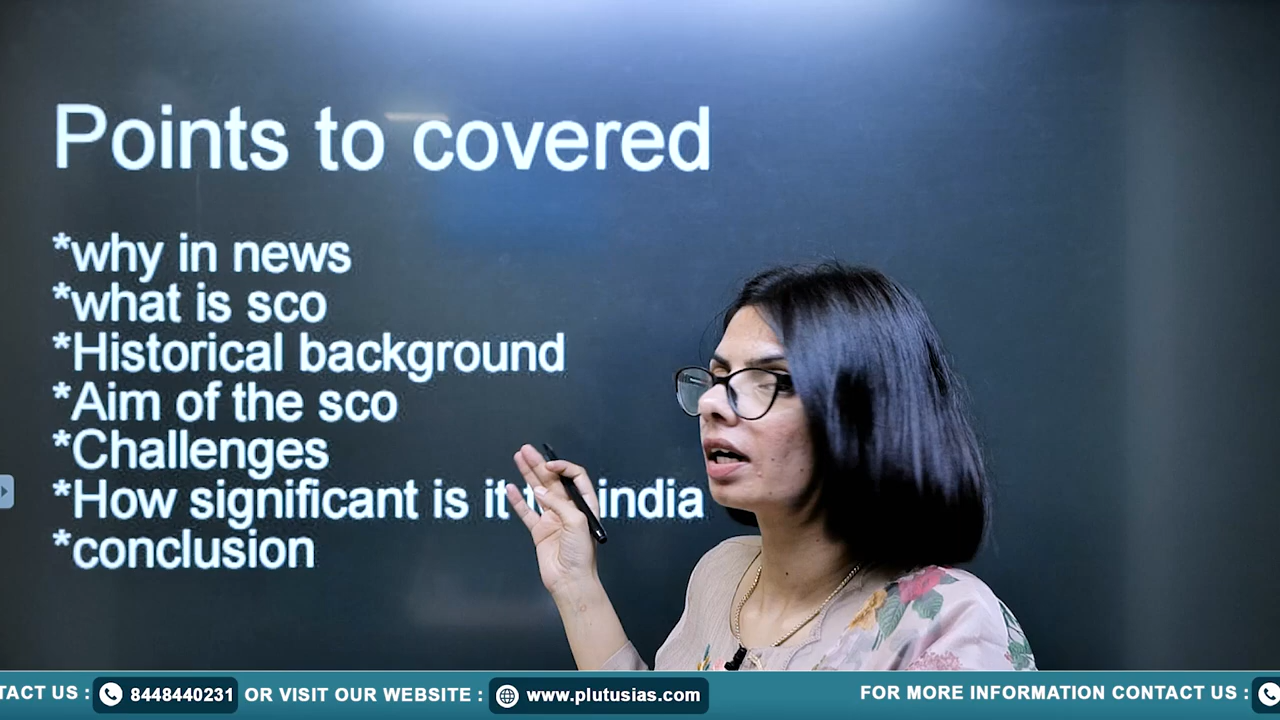 Points to covered
*why in news
*what is sco
*Historical background
*Aim of the sco
*Challenges
*How significant is it india
*conclusion
TACT US : 8448440231 OR VISIT OUR WEBSITE : www.plutusias.com FOR MORE INFORMATION CONTACT US :